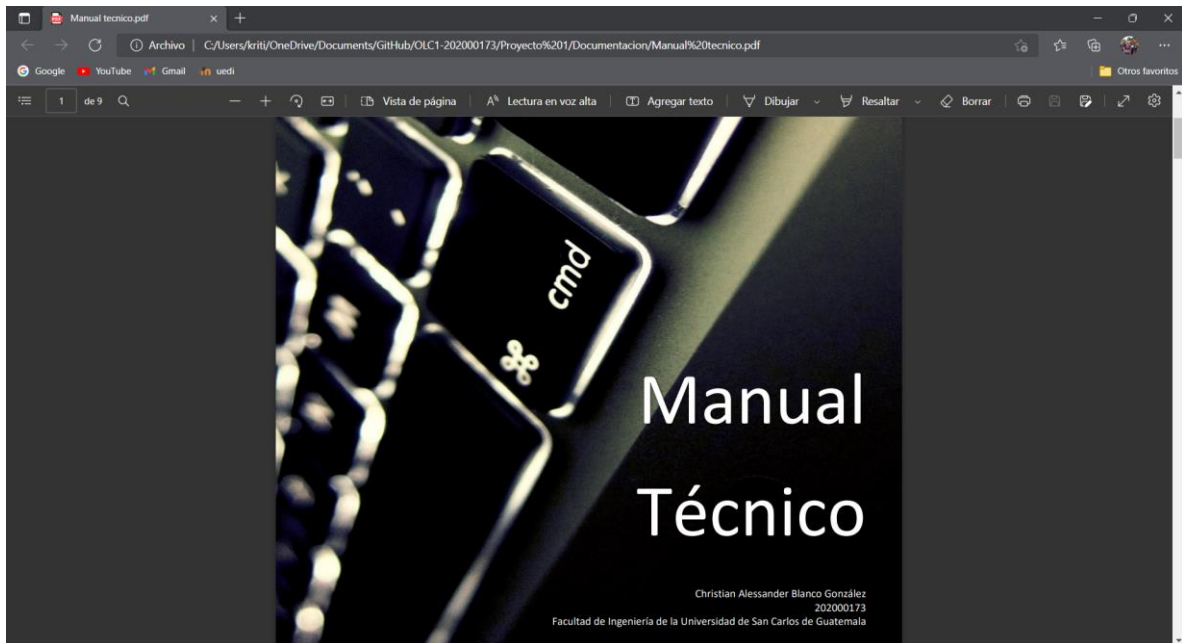 Manual tecnico.pdf
Archivo C:/Users/kriti/OneDrive/Documents/GitHub/OLC1-202000173/Proyecto%201/Documentacion/Manual%20tecnico.pdf
Google YouTube Gmail uedi Otros favoritos
1 de 9 Vista de página Lectura en voz alta Agregar texto Dibujar Resaltar Borrar
cmd
Manual
Técnico
Christian Alessander Blanco González
202000173
Facultad de Ingeniería de la Universidad de San Carlos de Guatemala